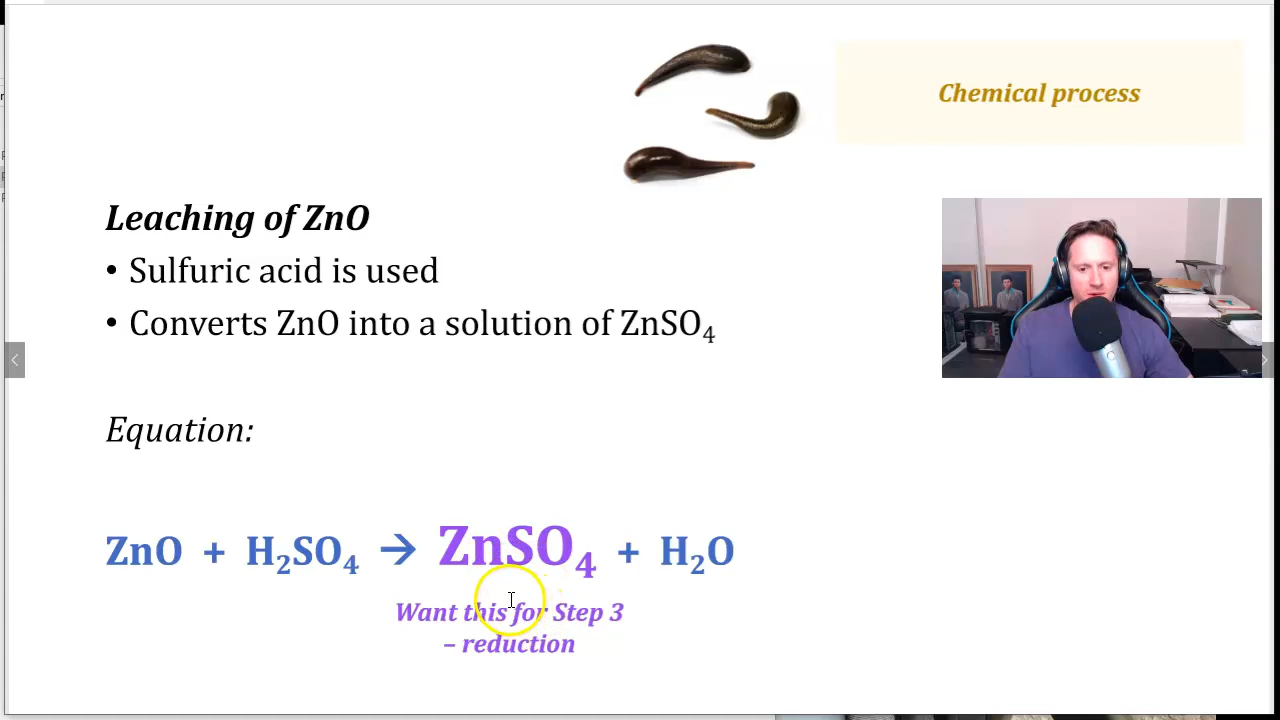 Chemical process
Leaching of ZnO
• Sulfuric acid is used
• Converts ZnO into a solution of ZnSO₄
Equation:
ZnO + H₂SO₄ → ZnSO₄ + H₂O
Want this for Step 3
– reduction